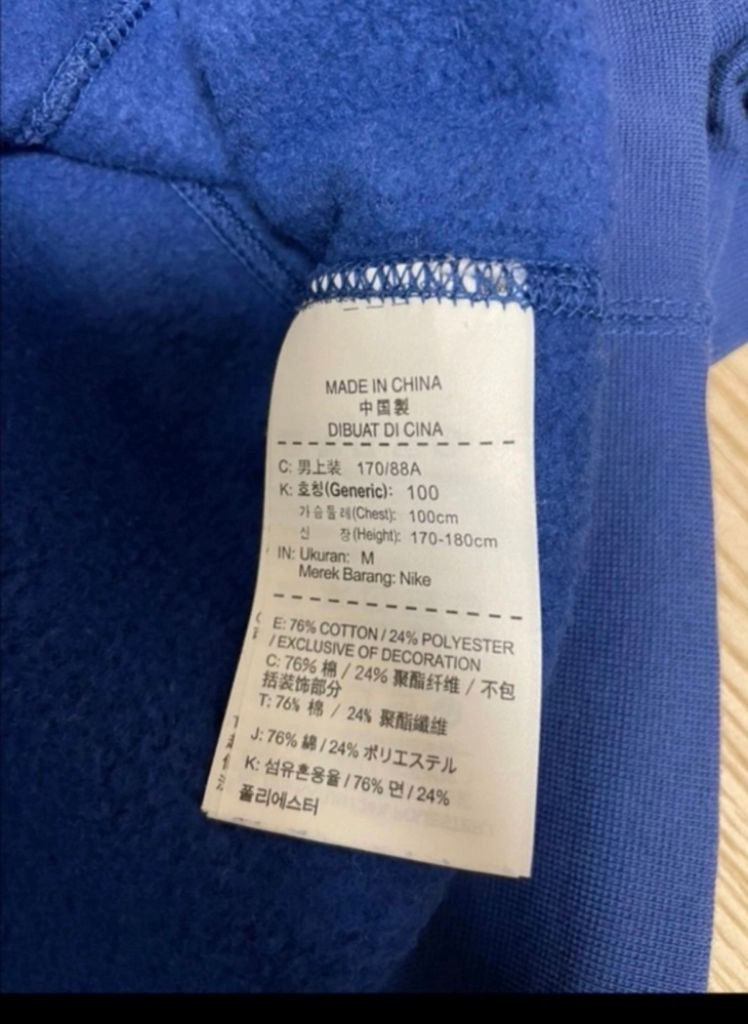 MADE IN CHINA
中国製
DIBUAT DI CINA
C: 男上装 170/88A
K: 호칭(Generic): 100
가슴둘레(Chest): 100cm
신 장(Height): 170-180cm
IN: Ukuran: M
Merek Barang: Nike
E: 76% COTTON / 24% POLYESTER
/ EXCLUSIVE OF DECORATION
C: 76% 棉 / 24% 聚酯纤维 / 不包
括装饰部分
T: 76% 棉 / 24% 聚酯纖維
J: 76% 綿 / 24% ポリエステル
K: 섬유혼용율 / 76% 면 / 24%
폴리에스터